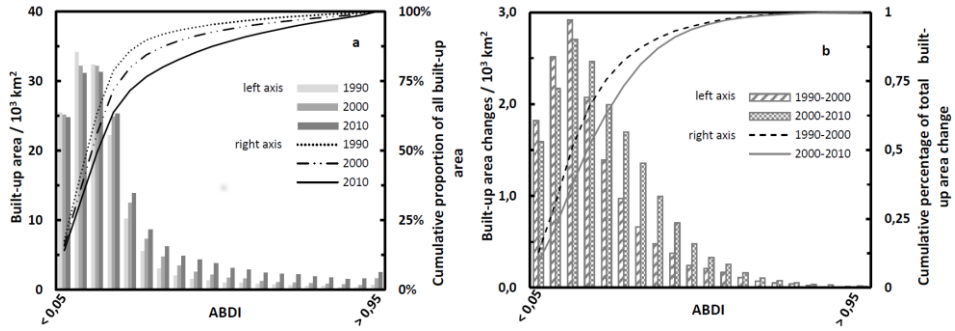 40
30
20
10
0
Built-up area / 10³ km²
a
left axis
1990
2000
2010
right axis
1990
2000
2010
100%
75%
50%
25%
0%
Cumulative proportion of all built-up
area
< 0,05
ABDI
> 0,95
3,0
2,0
1,0
0,0
Built-up area changes / 10³ km²
b
left axis
1990-2000
2000-2010
right axis
1990-2000
2000-2010
1
0,75
0,5
0,25
0
Cumulative percentage of total built-
up area change
< 0,05
ABDI
> 0,95